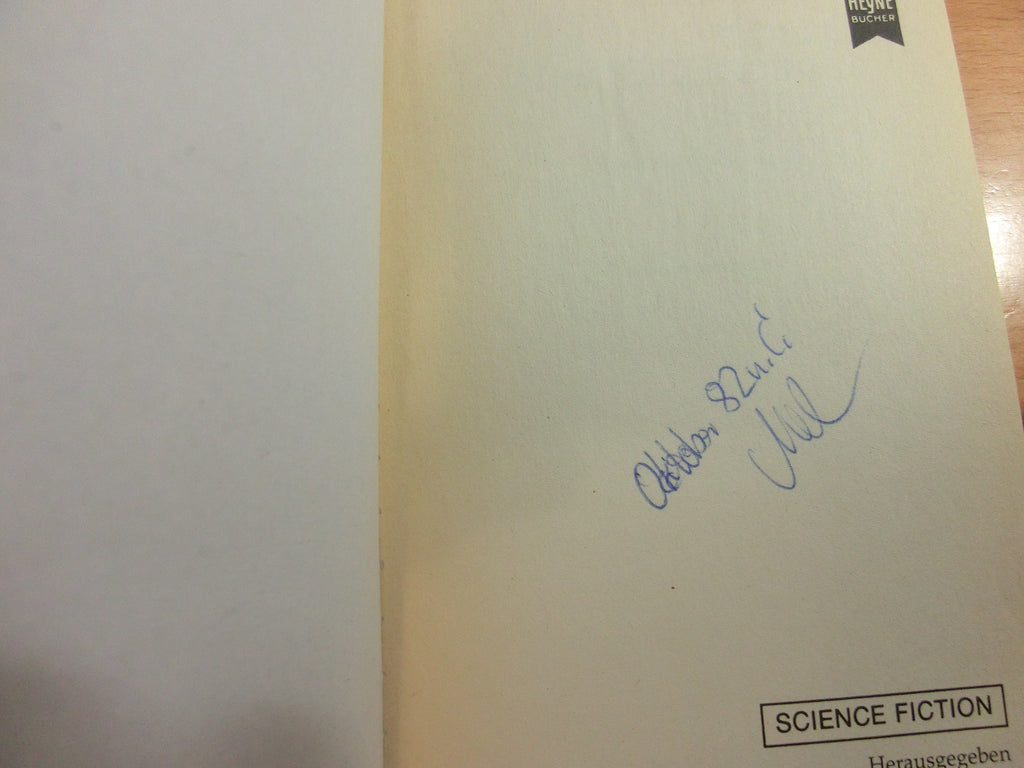 HEYNE
BÜCHER
Oktober 82
SCIENCE FICTION
Herausgegeben